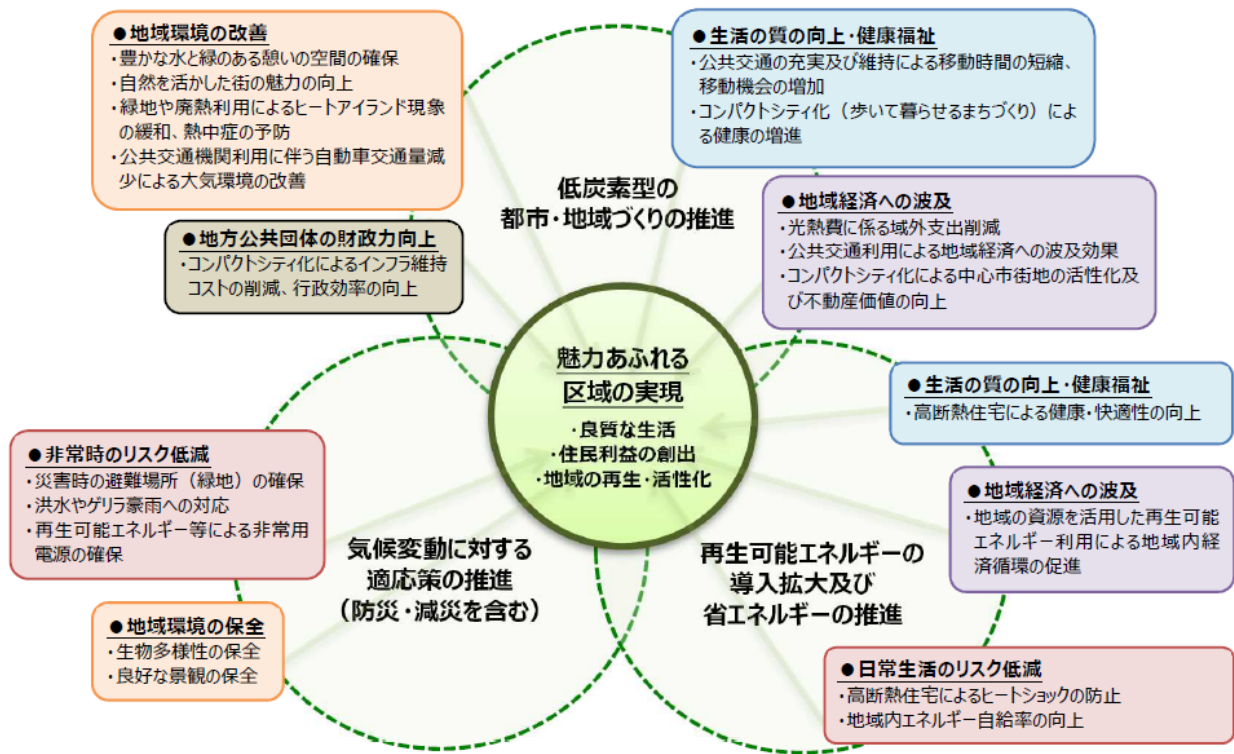 ●地域環境の改善
・豊かな水と緑のある憩いの空間の確保
・自然を活かした街の魅力の向上
・緑地や廃熱利用によるヒートアイランド現象
の緩和、熱中症の予防
・公共交通機関利用に伴う自動車交通量減
少による大気環境の改善
●生活の質の向上・健康福祉
・公共交通の充実及び維持による移動時間の短縮、
移動機会の増加
・コンパクトシティ化（歩いて暮らせるまちづくり）によ
る健康の増進
低炭素型の
都市・地域づくりの推進
●地方公共団体の財政力向上
・コンパクトシティ化によるインフラ維持
コストの削減、行政効率の向上
●地域経済への波及
・光熱費に係る域外支出削減
・公共交通利用による地域経済への波及効果
・コンパクトシティ化による中心市街地の活性化及
び不動産価値の向上
魅力あふれる
区域の実現
・良質な生活
・住民利益の創出
・地域の再生・活性化
●生活の質の向上・健康福祉
・高断熱住宅による健康・快適性の向上
●非常時のリスク低減
・災害時の避難場所（緑地）の確保
・洪水やゲリラ豪雨への対応
・再生可能エネルギー等による非常用
電源の確保
●地域経済への波及
・地域の資源を活用した再生可能
エネルギー利用による地域内経
済循環の促進
気候変動に対する
適応策の推進
（防災・減災を含む）
再生可能エネルギーの
導入拡大及び
省エネルギーの推進
●地域環境の保全
・生物多様性の保全
・良好な景観の保全
●日常生活のリスク低減
・高断熱住宅によるヒートショックの防止
・地域内エネルギー自給率の向上